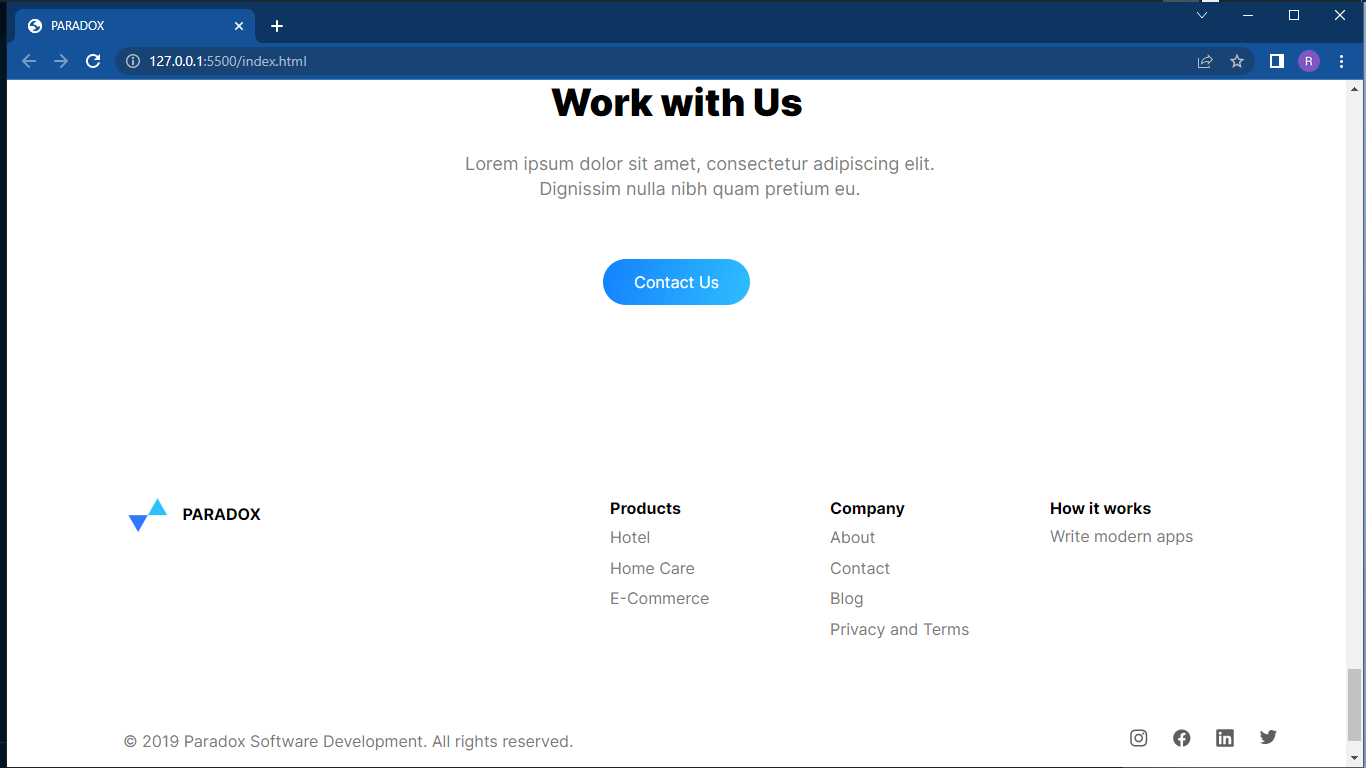 PARADOX
127.0.0.1:5500/index.html
R
Work with Us
Lorem ipsum dolor sit amet, consectetur adipiscing elit.
Dignissim nulla nibh quam pretium eu.
Contact Us
PARADOX
Products
Hotel
Home Care
E-Commerce
Company
About
Contact
Blog
Privacy and Terms
How it works
Write modern apps
© 2019 Paradox Software Development. All rights reserved.